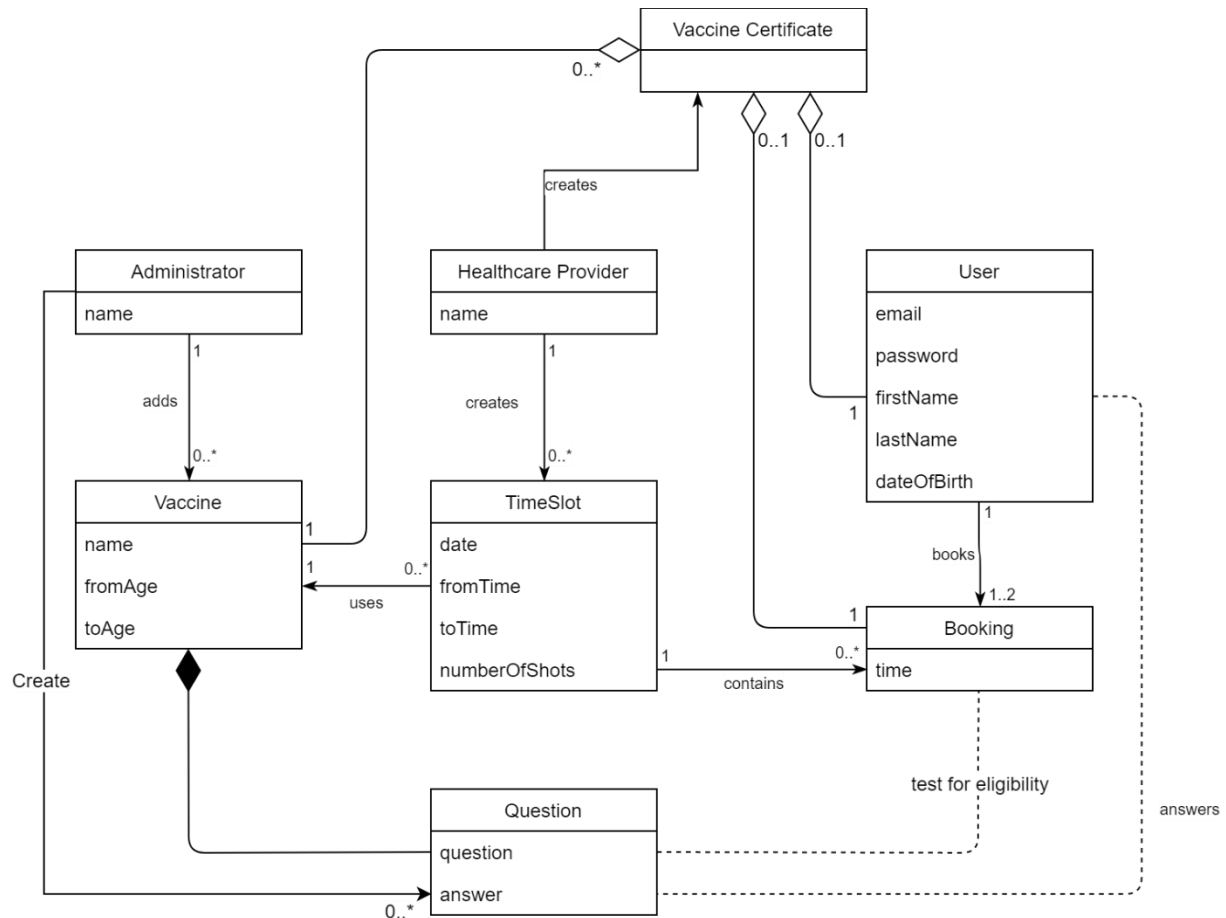 Vaccine Certificate
0..*
0..1
0..1
creates
Administrator
name
Healthcare Provider
name
User
email
password
firstName
lastName
dateOfBirth
1
1
adds
creates
1
0..*
0..*
1
books
1..2
Vaccine
name
fromAge
toAge
1
1
0..*
uses
TimeSlot
date
fromTime
toTime
numberOfShots
1
0..*
contains
1
Booking
time
Create
test for eligibility
answers
Question
question
answer
0..*